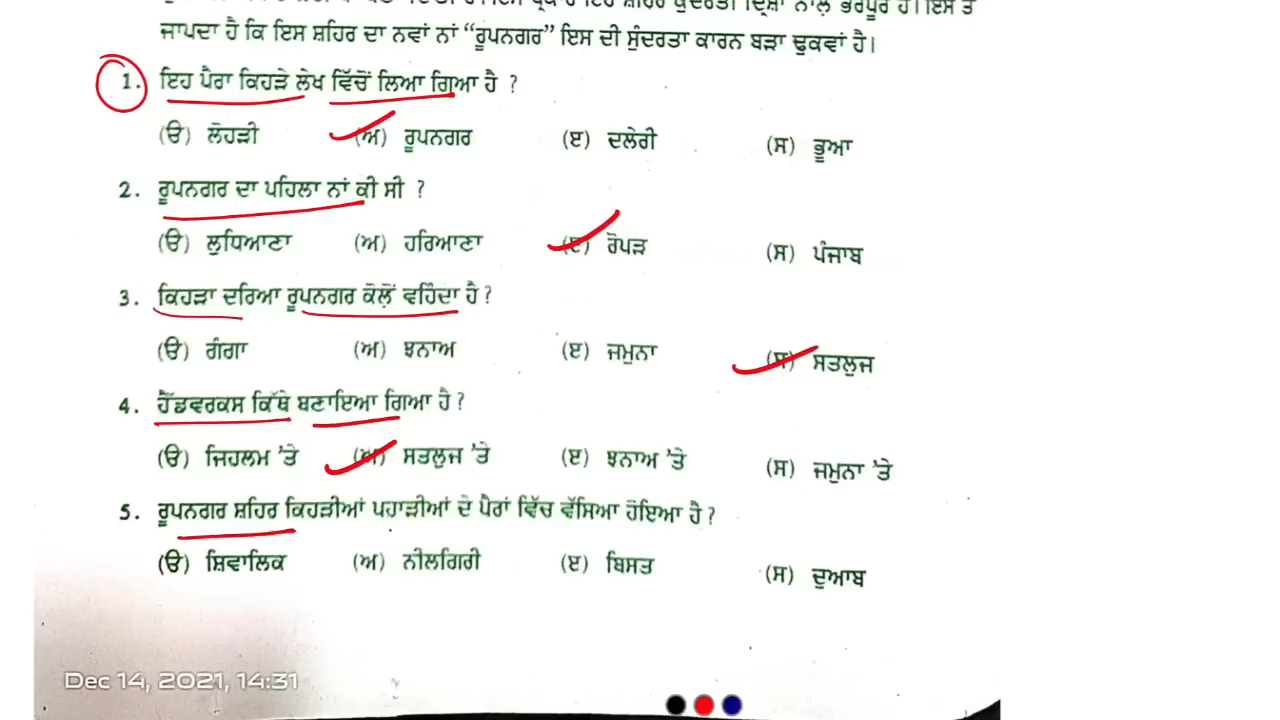 ਜਾਪਦਾ ਹੈ ਕਿ ਇਸ ਸ਼ਹਿਰ ਦਾ ਨਵਾਂ ਨਾਂ “ਰੂਪਨਗਰ” ਇਸ ਦੀ ਸੁੰਦਰਤਾ ਕਾਰਨ ਬੜਾ ਢੁਕਵਾਂ ਹੈ।
1. ਇਹ ਪੈਰਾ ਕਿਹੜੇ ਲੇਖ ਵਿੱਚੋਂ ਲਿਆ ਗਿਆ ਹੈ ?
(ੳ) ਲੋਹੜੀ (ਅ) ਰੂਪਨਗਰ (ੲ) ਦਲੇਰੀ (ਸ) ਭੂਆ
2. ਰੂਪਨਗਰ ਦਾ ਪਹਿਲਾ ਨਾਂ ਕੀ ਸੀ ?
(ੳ) ਲੁਧਿਆਣਾ (ਅ) ਹਰਿਆਣਾ (ੲ) ਰੋਪੜ (ਸ) ਪੰਜਾਬ
3. ਕਿਹੜਾ ਦਰਿਆ ਰੂਪਨਗਰ ਕੋਲ਼ੋਂ ਵਹਿੰਦਾ ਹੈ?
(ੳ) ਗੰਗਾ (ਅ) ਝਨਾਅ (ੲ) ਜਮੁਨਾ (ਸ) ਸਤਲੁਜ
4. ਹੈੱਡਵਰਕਸ ਕਿੱਥੇ ਬਣਾਇਆ ਗਿਆ ਹੈ?
(ੳ) ਜਿਹਲਮ 'ਤੇ (ਅ) ਸਤਲੁਜ 'ਤੇ (ੲ) ਝਨਾਅ 'ਤੇ (ਸ) ਜਮੁਨਾ 'ਤੇ
5. ਰੂਪਨਗਰ ਸ਼ਹਿਰ ਕਿਹੜੀਆਂ ਪਹਾੜੀਆਂ ਦੇ ਪੈਰਾਂ ਵਿੱਚ ਵੱਸਿਆ ਹੋਇਆ ਹੈ?
(ੳ) ਸ਼ਿਵਾਲਿਕ (ਅ) ਨੀਲਗਿਰੀ (ੲ) ਬਿਸਤ (ਸ) ਦੁਆਬ
Dec 14, 2021, 14:31